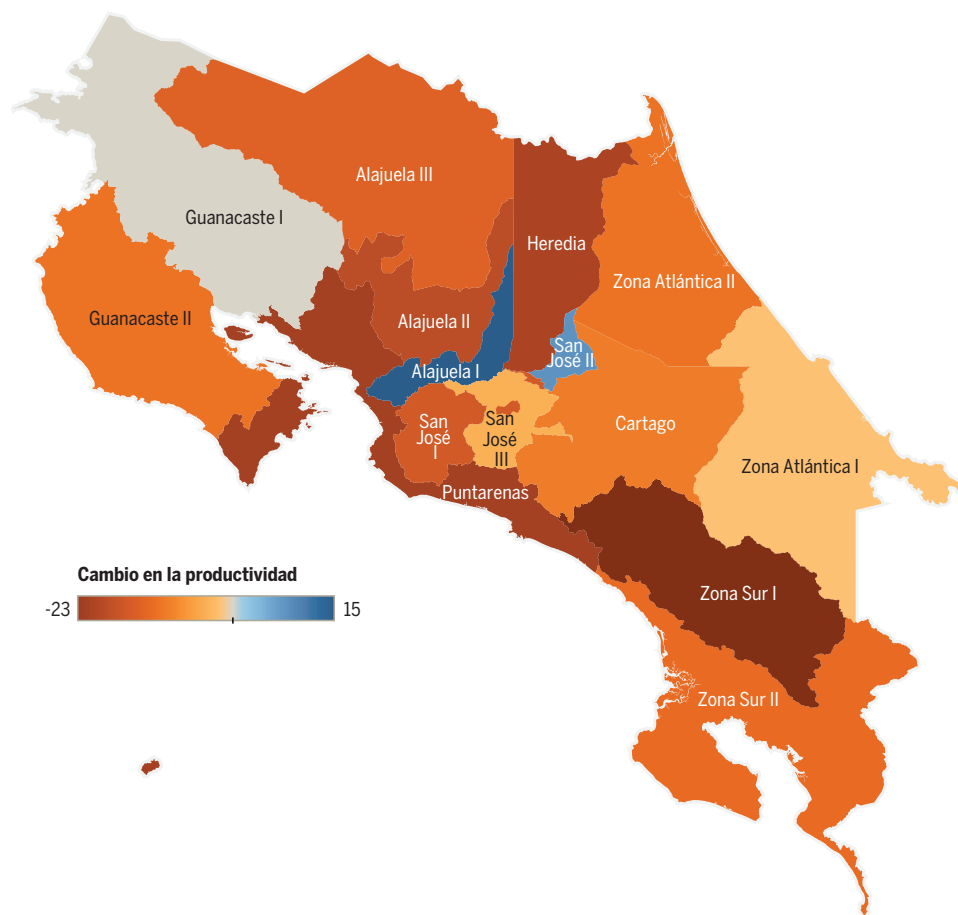 Alajuela III
Guanacaste I
Heredia
Zona Atlántica II
Guanacaste II
Alajuela II
San
José II
Alajuela I
San
José
I
San
José
III
Cartago
Zona Atlántica I
Puntarenas
Cambio en la productividad
-23 15
Zona Sur I
Zona Sur II